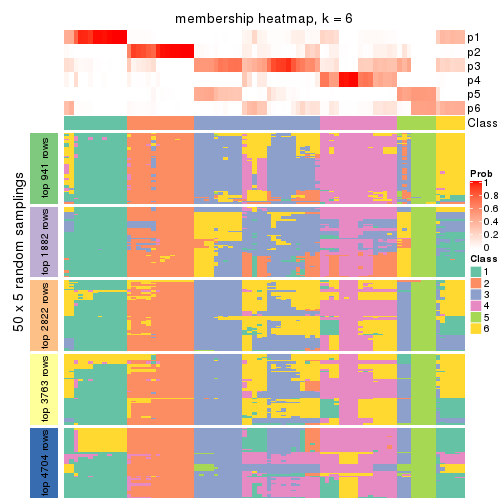 membership heatmap, k = 6
p1
p2
p3
p4
p5
p6
Class
50 x 5 random samplings
top 941 rows
top 1882 rows
top 2822 rows
top 3763 rows
top 4704 rows
Prob
1
0.8
0.6
0.4
0.2
0
Class
1
2
3
4
5
6